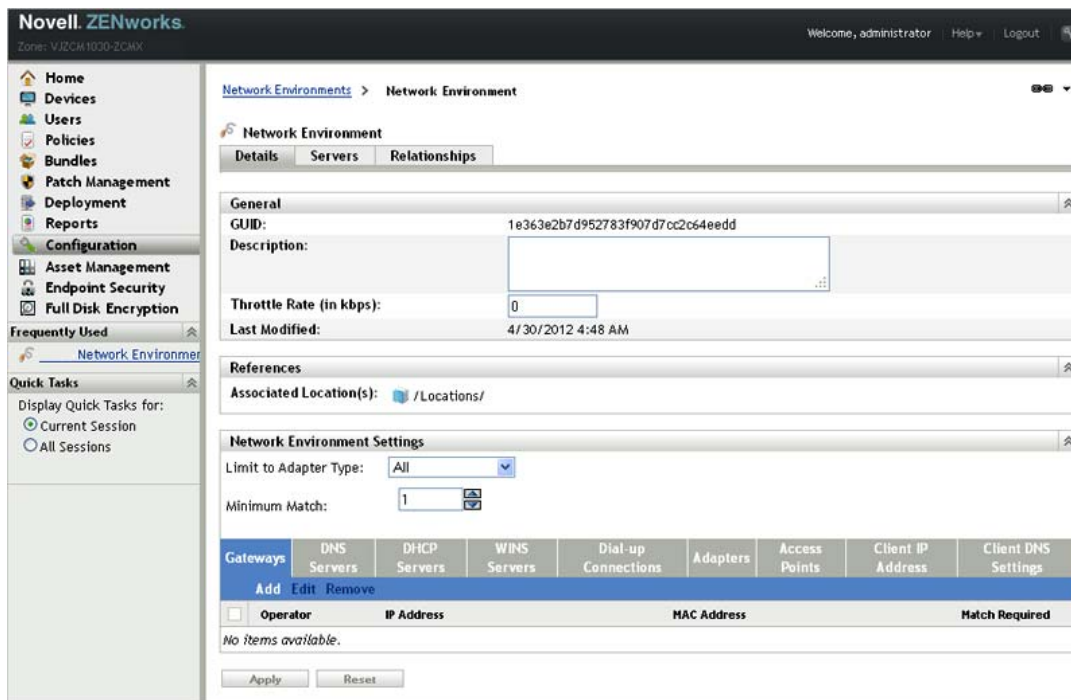 Novell. ZENworks.
Zone: VJZCM1030-ZCMX
Welcome, administrator Help Logout
Home
Devices
Users
Policies
Bundles
Patch Management
Deployment
Reports
Configuration
Asset Management
Endpoint Security
Full Disk Encryption
Frequently Used
Network Environmen
Quick Tasks
Display Quick Tasks for:
Current Session
All Sessions
Network Environments > Network Environment
Network Environment
Details Servers Relationships
General
GUID: 1e363e2b7d952783f907d7cc2c64eedd
Description:
Throttle Rate (in kbps): 0
Last Modified: 4/30/2012 4:48 AM
References
Associated Location(s): /Locations/
Network Environment Settings
Limit to Adapter Type: All
Minimum Match: 1
Gateways DNS Servers DHCP Servers WINS Servers Dial-up Connections Adapters Access Points Client IP Address Client DNS Settings
Add Edit Remove
Operator IP Address MAC Address Match Required
No items available.
Apply Reset